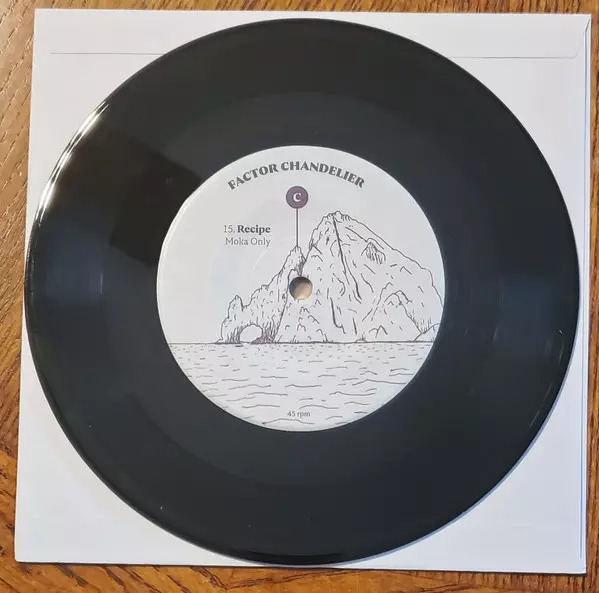 FACTOR CHANDELIER
C
15. Recipe
Moka Only
45 rpm